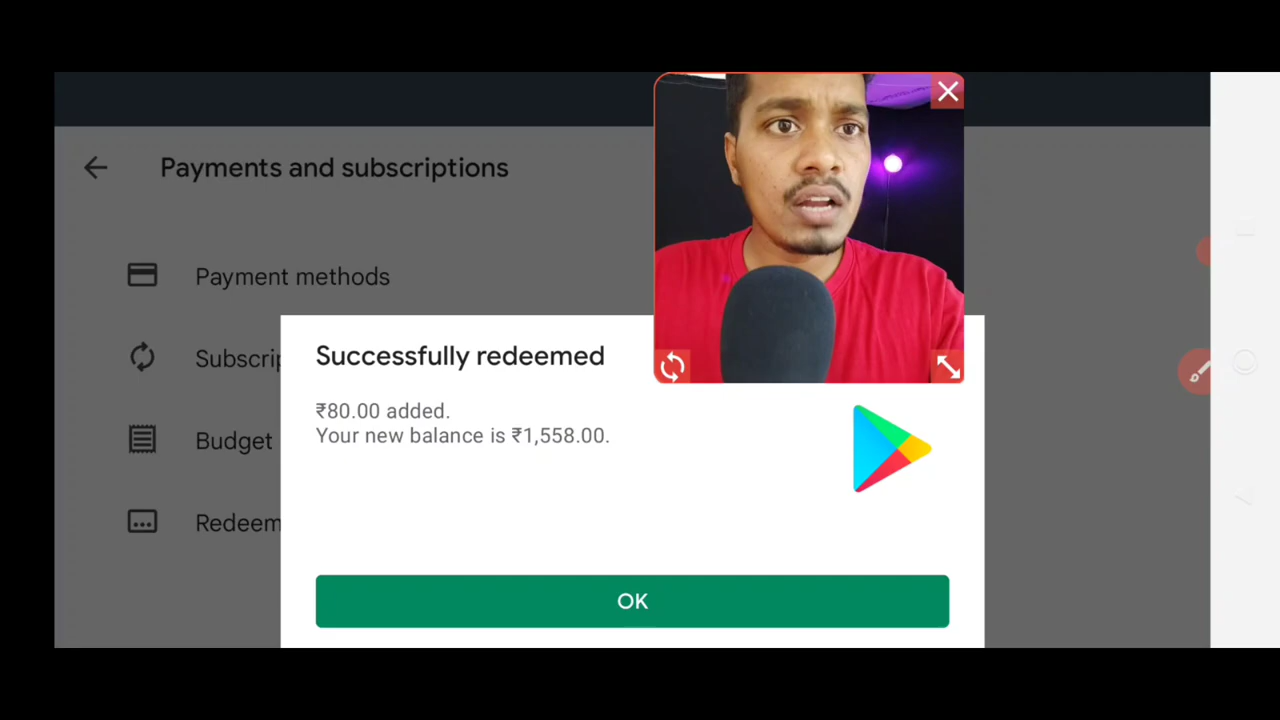 Payments and subscriptions
Payment methods
Subscrip
Budget
Redeem
Successfully redeemed
₹80.00 added.
Your new balance is ₹1,558.00.
OK